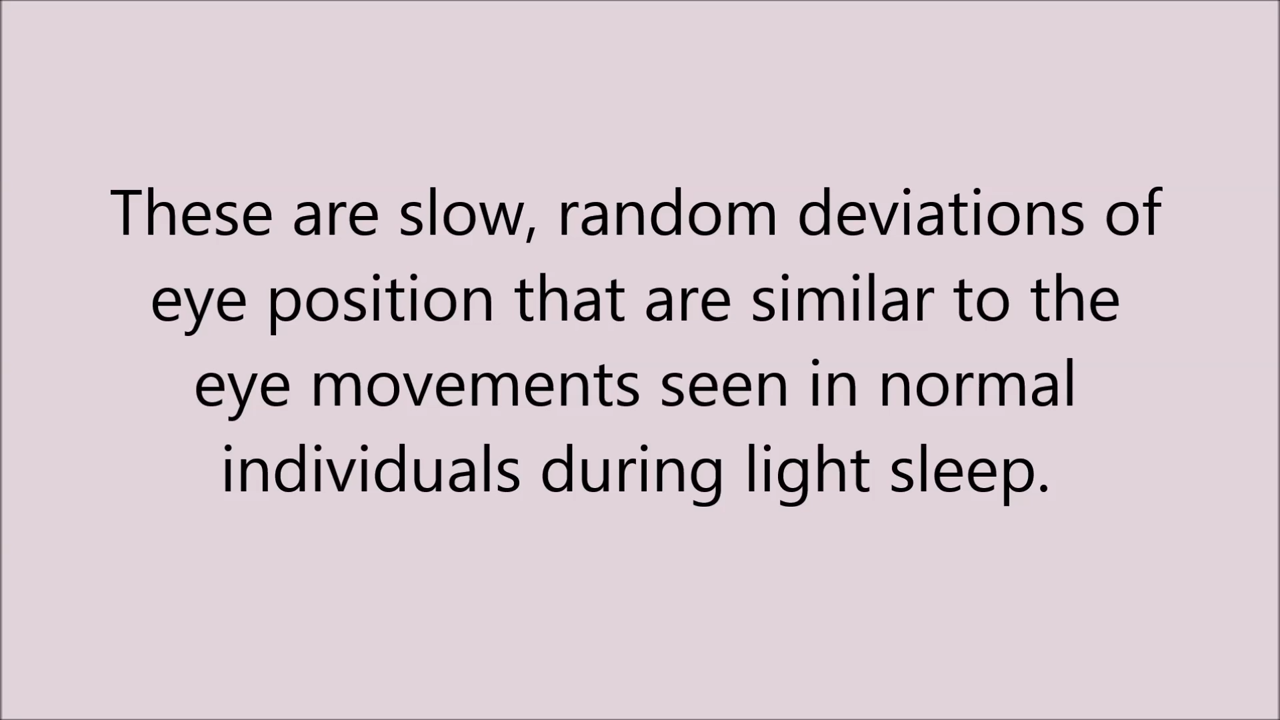 These are slow, random deviations of
eye position that are similar to the
eye movements seen in normal
individuals during light sleep.